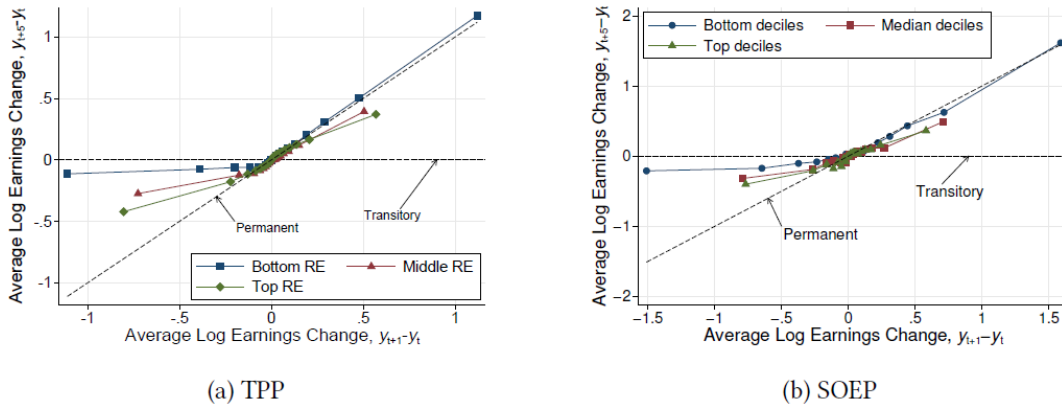 Average Log Earnings Change, yt+5-yt
1
.5
0
-.5
-1
Transitory
Permanent
Bottom RE
Middle RE
Top RE
-1
-.5
0
.5
1
Average Log Earnings Change, yt+1-yt
(a) TPP
Average Log Earnings Change, yt+5−yt
2
1
0
−1
−2
Bottom deciles
Median deciles
Top deciles
Transitory
Permanent
−1.5
−1
−.5
0
.5
1
1.5
Average Log Earnings Change, yt+1−yt
(b) SOEP